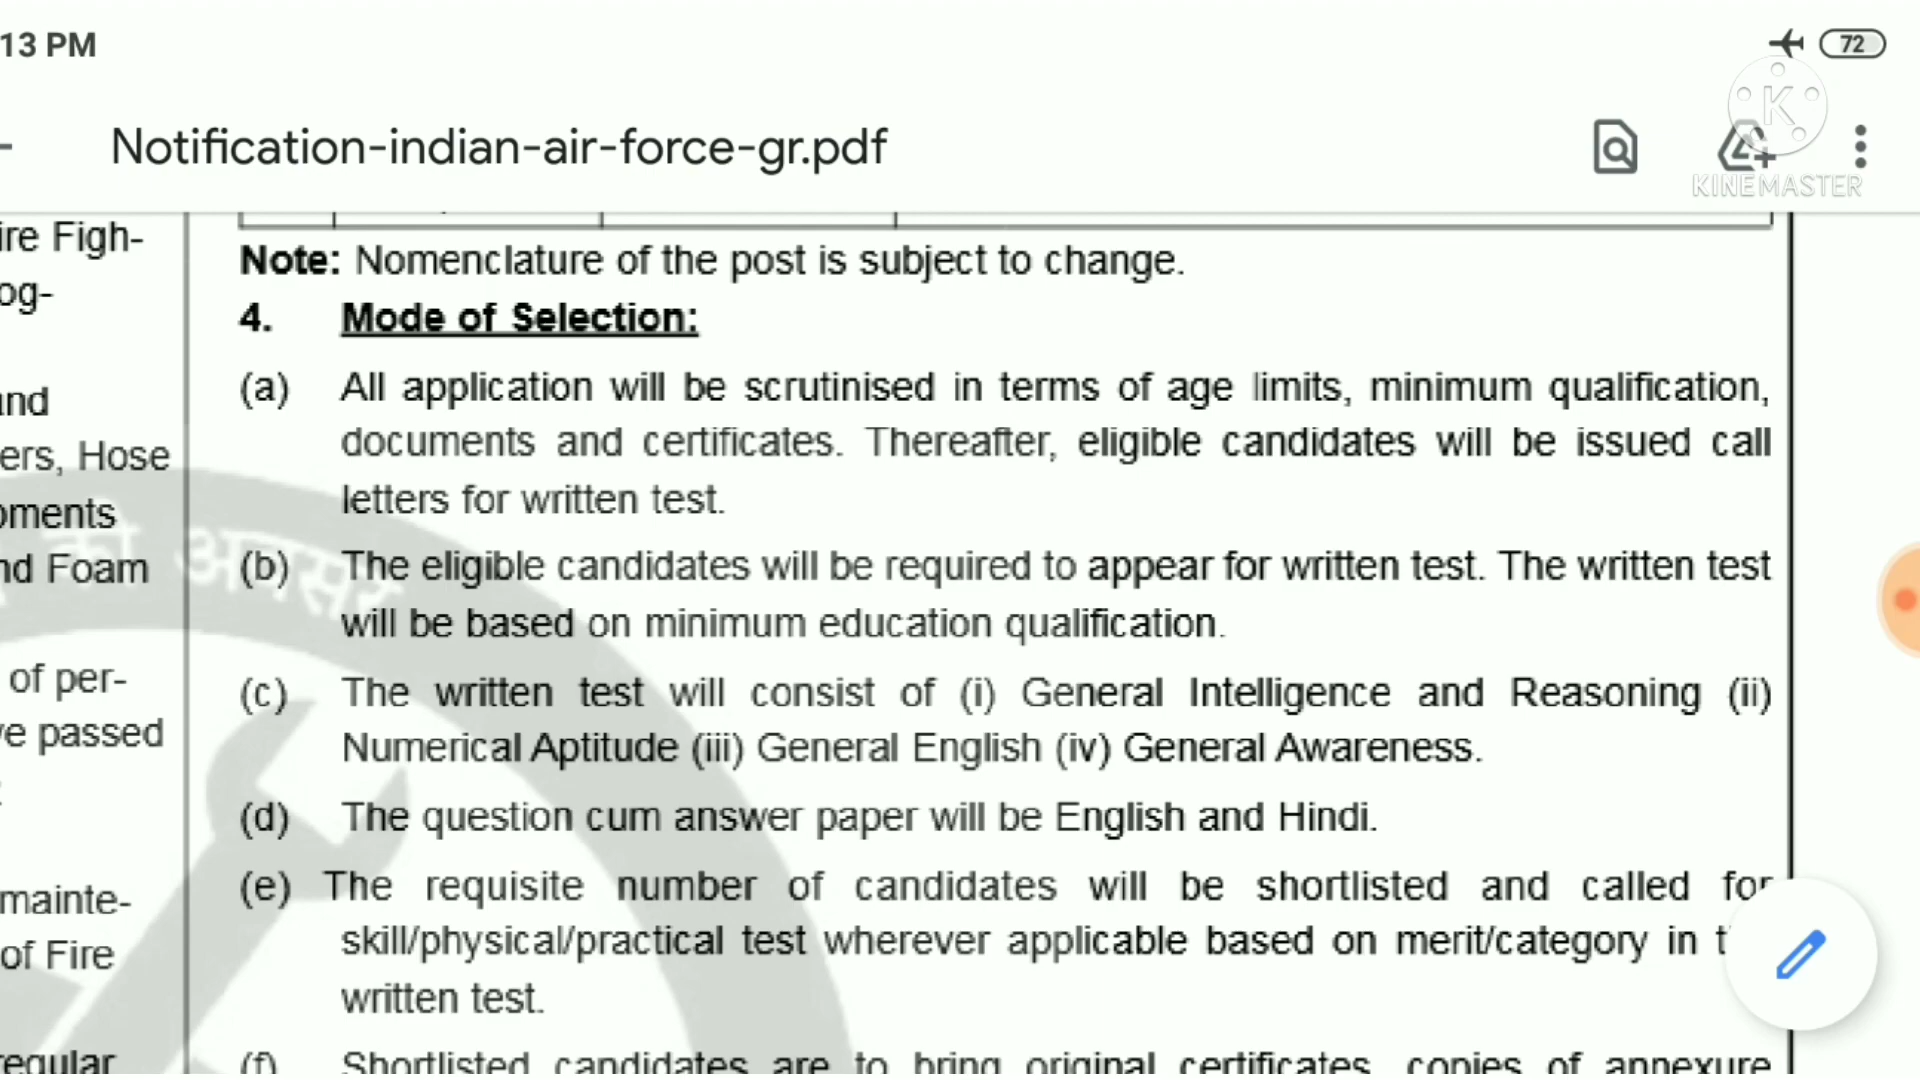 13 PM
72
Notification-indian-air-force-gr.pdf
KINEMASTER
ire Figh-
og-
and
ers, Hose
pments
nd Foam
of per-
ve passed
mainte-
of Fire
regular
की अग्रसर
Note: Nomenclature of the post is subject to change.
4. Mode of Selection:
(a) All application will be scrutinised in terms of age limits, minimum qualification,
documents and certificates. Thereafter, eligible candidates will be issued call
letters for written test.
(b) The eligible candidates will be required to appear for written test. The written test
will be based on minimum education qualification.
(c) The written test will consist of (i) General Intelligence and Reasoning (ii)
Numerical Aptitude (iii) General English (iv) General Awareness.
(d) The question cum answer paper will be English and Hindi.
(e) The requisite number of candidates will be shortlisted and called for
skill/physical/practical test wherever applicable based on merit/category in t
written test.
(f) Shortlisted candidates are to bring original certificates, copies of annexure